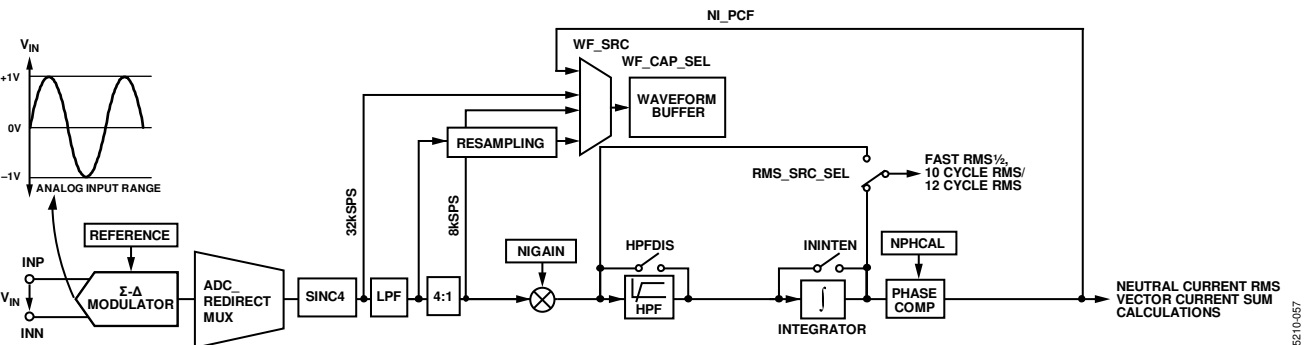 NI_PCF
WF_SRC
WF_CAP_SEL
WAVEFORM
BUFFER
VIN
+1V
0V
–1V
ANALOG INPUT RANGE
RESAMPLING
RMS_SRC_SEL
FAST RMS½,
10 CYCLE RMS/
12 CYCLE RMS
32kSPS
8kSPS
REFERENCE
NIGAIN
HPFDIS
ININTEN
NPHCAL
INP
VIN
INN
Σ-Δ
MODULATOR
ADC_
REDIRECT
MUX
SINC4
LPF
4:1
HPF
∫
INTEGRATOR
PHASE
COMP
NEUTRAL CURRENT RMS
VECTOR CURRENT SUM
CALCULATIONS
5210-057